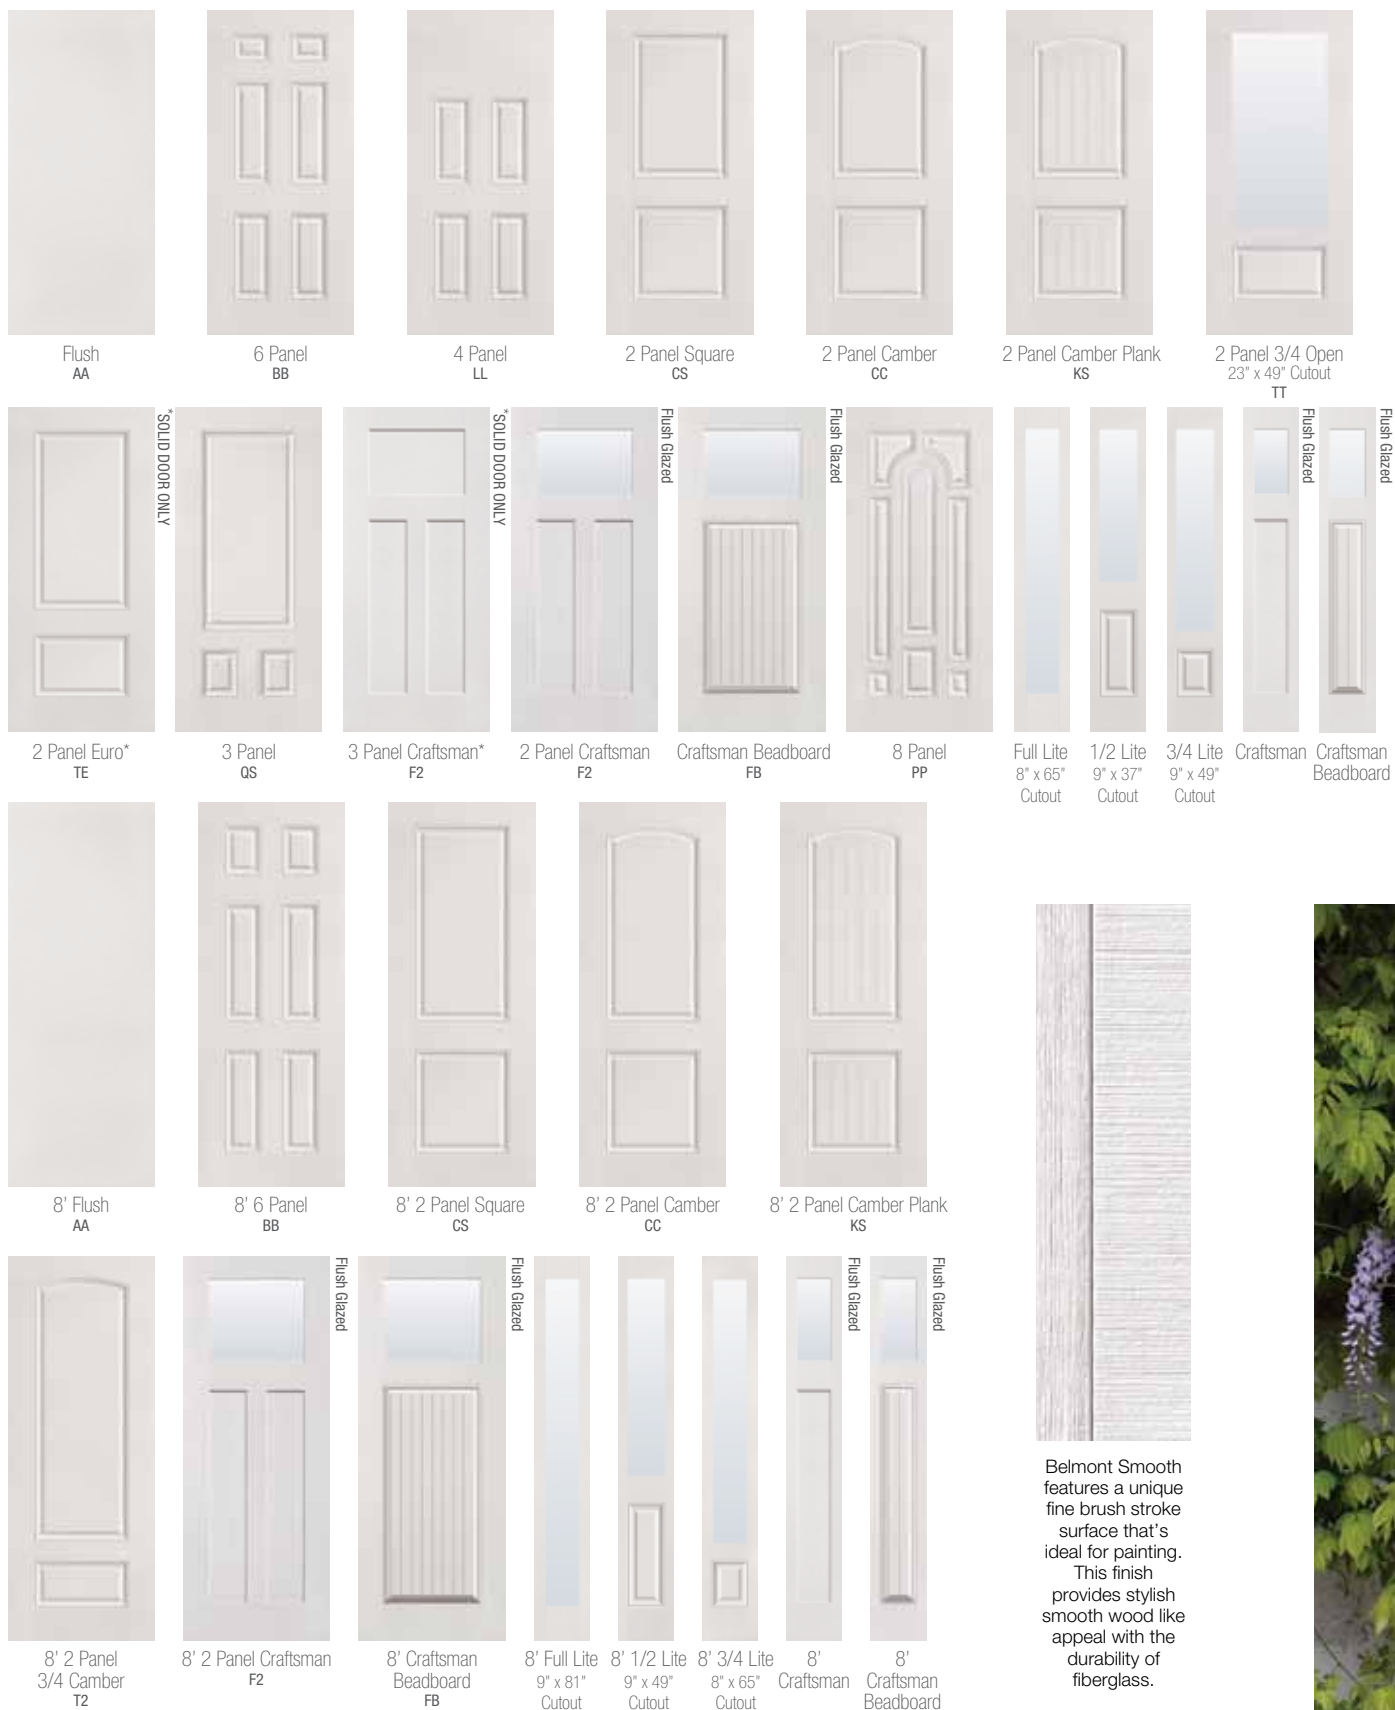 Flush
AA
6 Panel
BB
4 Panel
LL
2 Panel Square
CS
2 Panel Camber
CC
2 Panel Camber Plank
KS
2 Panel 3/4 Open
23" x 49" Cutout
TT
*SOLID DOOR ONLY
*SOLID DOOR ONLY
Flush Glazed
Flush Glazed
Flush Glazed
Flush Glazed
2 Panel Euro*
TE
3 Panel
QS
3 Panel Craftsman*
F2
2 Panel Craftsman
F2
Craftsman Beadboard
FB
8 Panel
PP
Full Lite
8" x 65"
Cutout
1/2 Lite
9" x 37"
Cutout
3/4 Lite
9" x 49"
Cutout
Craftsman
Craftsman
Beadboard
8' Flush
AA
8' 6 Panel
BB
8' 2 Panel Square
CS
8' 2 Panel Camber
CC
8' 2 Panel Camber Plank
KS
Flush Glazed
Flush Glazed
Flush Glazed
Flush Glazed
8' 2 Panel
3/4 Camber
T2
8' 2 Panel Craftsman
F2
8' Craftsman
Beadboard
FB
8' Full Lite
9" x 81"
Cutout
8' 1/2 Lite
9" x 49"
Cutout
8' 3/4 Lite
8" x 65"
Cutout
8'
Craftsman
8'
Craftsman
Beadboard
Belmont Smooth
features a unique
fine brush stroke
surface that's
ideal for painting.
This finish
provides stylish
smooth wood like
appeal with the
durability of
fiberglass.